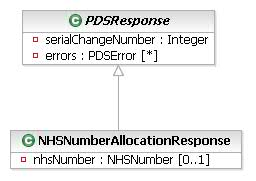 PDSResponse
serialChangeNumber : Integer
errors : PDSError [*]
NHSNumberAllocationResponse
nhsNumber : NHSNumber [0..1]